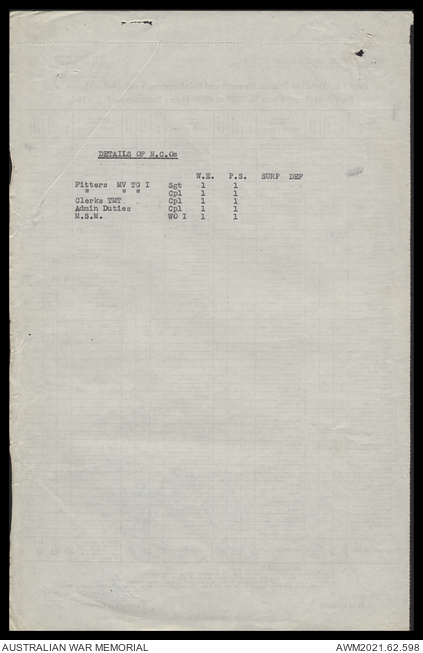 DETAILS OF N.C.Os
W.E. P.S. SURP DEF
Fitters MV TG I Sgt 1 1
" " " Cpl 1 1
Clerks TMT Cpl 1 1
Admin Duties Cpl 1 1
M.S.M. WO I 1 1
AUSTRALIAN WAR MEMORIAL AWM2021.62.598